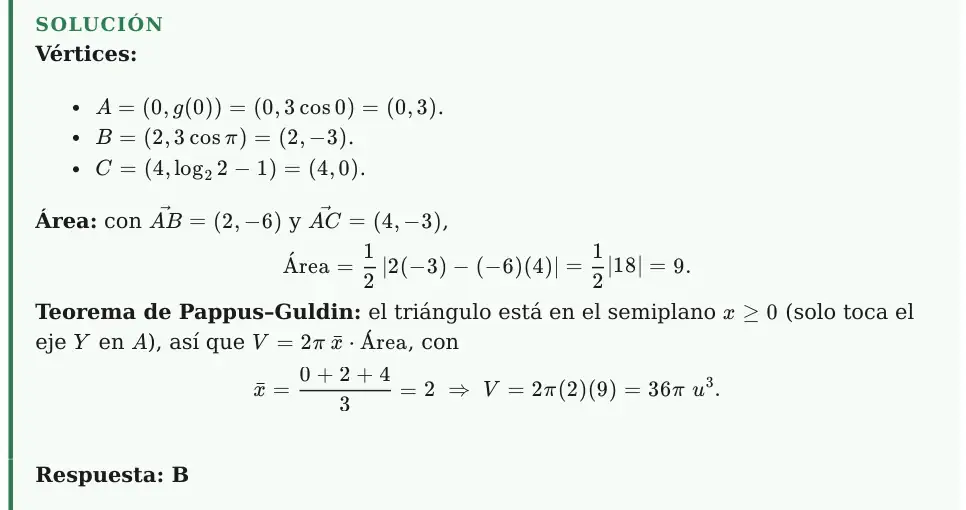 SOLUCIÓN
Vértices:
• A = (0, g(0)) = (0, 3 cos 0) = (0, 3).
• B = (2, 3 cos π) = (2, −3).
• C = (4, log₂ 2 − 1) = (4, 0).
Área: con A⃗B = (2, −6) y A⃗C = (4, −3),
Área = 1/2 |2(−3) − (−6)(4)| = 1/2 |18| = 9.
Teorema de Pappus–Guldin: el triángulo está en el semiplano x ≥ 0 (solo toca el
eje Y en A), así que V = 2π x̄ · Área, con
x̄ = (0 + 2 + 4)/3 = 2 ⇒ V = 2π(2)(9) = 36π u³.
Respuesta: B